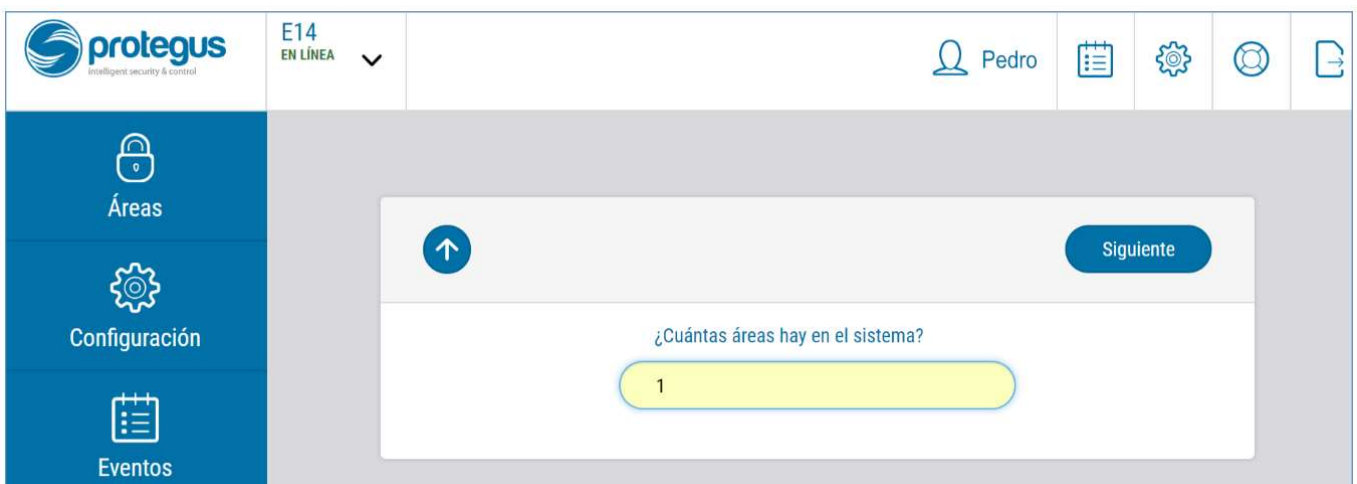 protegus
intelligent security & control
E14
EN LÍNEA
Pedro
Áreas
Configuración
Eventos
Siguiente
¿Cuántas áreas hay en el sistema?
1